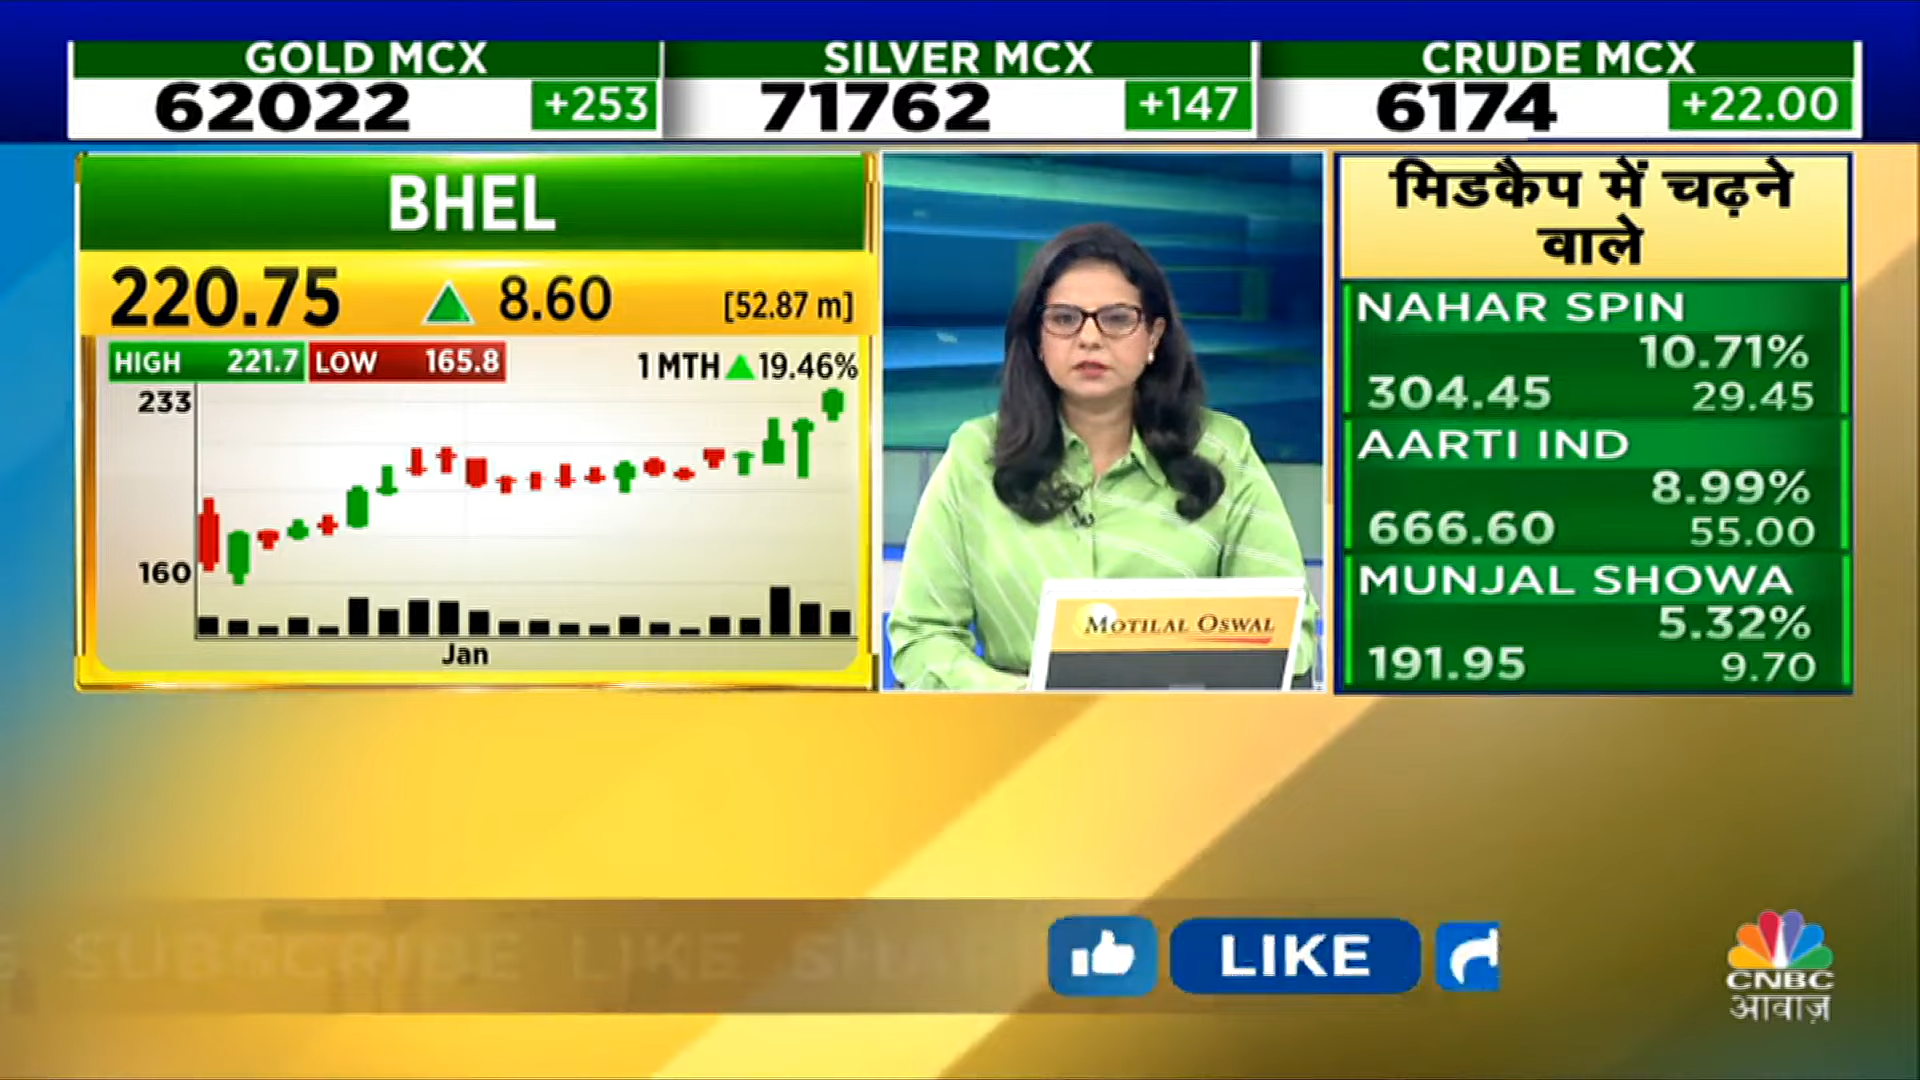 GOLD MCX
62022 +253
SILVER MCX
71762 +147
CRUDE MCX
6174 +22.00
BHEL
220.75 8.60 [52.87 m]
HIGH 221.7 LOW 165.8 1 MTH 19.46%
233
160
Jan
MOTILAL OSWAL
मिडकैप में चढ़ने
वाले
NAHAR SPIN
10.71%
304.45 29.45
AARTI IND
8.99%
666.60 55.00
MUNJAL SHOWA
5.32%
191.95 9.70
SUBSCRIBE LIKE
LIKE
CNBC
आवाज़